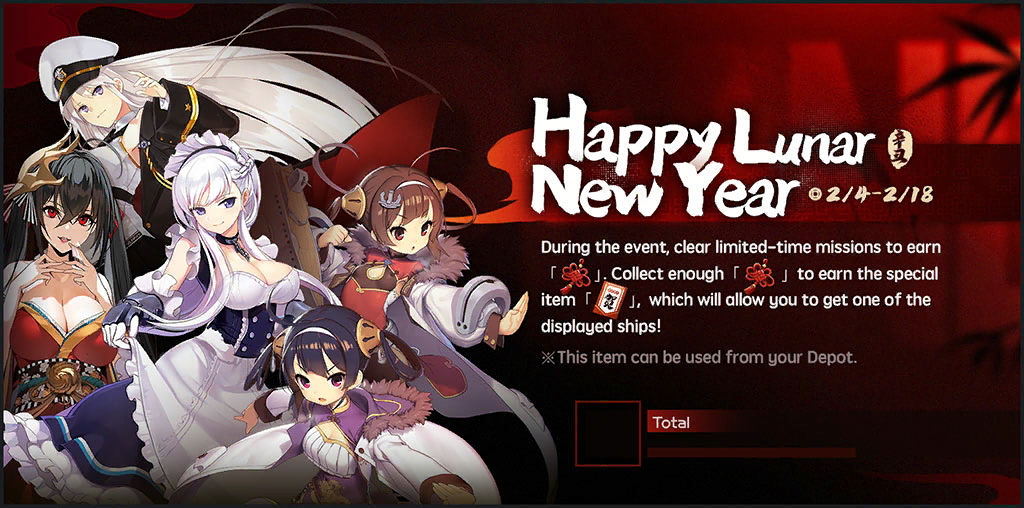 Happy Lunar
辛丑
New Year
2/4-2/18
During the event, clear limited-time missions to earn
「 」. Collect enough「 」to earn the special
item「 」, which will allow you to get one of the
displayed ships!
※This item can be used from your Depot.
Total